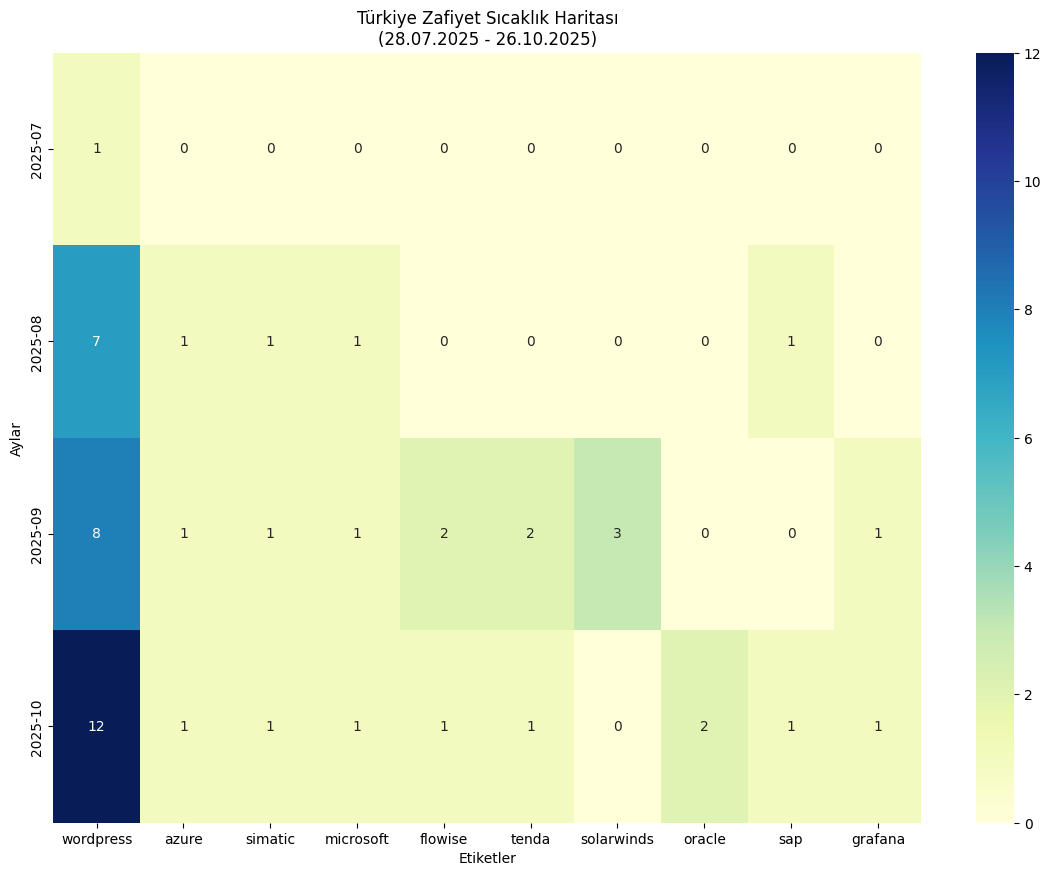 Türkiye Zafiyet Sıcaklık Haritası
(28.07.2025 - 26.10.2025)
2025-07
1 0 0 0 0 0 0 0 0 0
2025-08
7 1 1 1 0 0 0 0 1 0
Aylar
2025-09
8 1 1 1 2 2 3 0 0 1
2025-10
12 1 1 1 1 1 0 2 1 1
wordpress azure simatic microsoft flowise tenda solarwinds oracle sap grafana
Etiketler
12
10
8
6
4
2
0